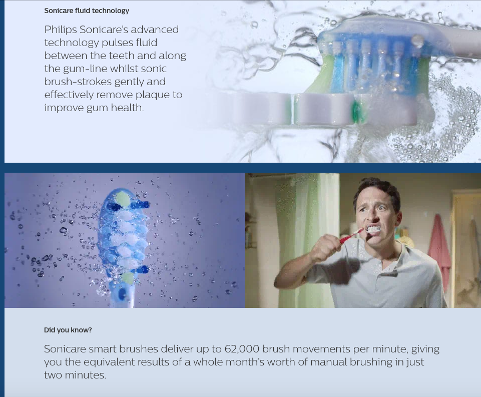 Sonicare fluid technology
Philips Sonicare's advanced
technology pulses fluid
between the teeth and along
the gum-line whilst sonic
brush-strokes gently and
effectively remove plaque to
improve gum health.
Did you know?
Sonicare smart brushes deliver up to 62,000 brush movements per minute, giving
you the equivalent results of a whole month's worth of manual brushing in just
two minutes.